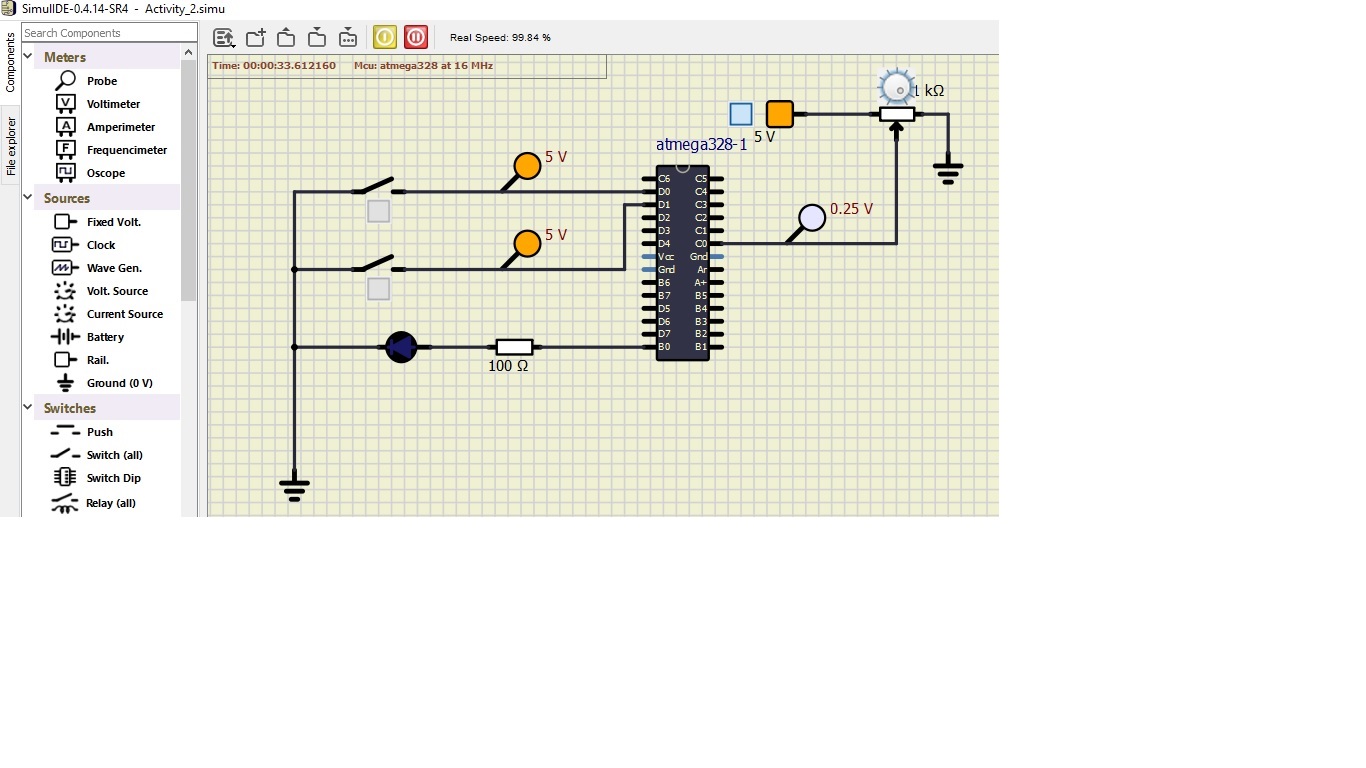 SimulIDE-0.4.14-SR4 - Activity_2.simu
Components
File explorer
Search Components
Meters
Probe
Voltimeter
Amperimeter
Frequencimeter
Oscope
Sources
Fixed Volt.
Clock
Wave Gen.
Volt. Source
Current Source
Battery
Rail.
Ground (0 V)
Switches
Push
Switch (all)
Switch Dip
Relay (all)
V
A
F
Real Speed: 99.84 %
Time: 00:00:33.612160 Mcu: atmega328 at 16 MHz
1 kΩ
5 V
atmega328-1
5 V
5 V
0.25 V
100 Ω
C6 C5
D0 C4
D1 C3
D2 C2
D3 C1
D4 C0
Vcc Gnd
Gnd Ar
B6 A+
B7 B5
D5 B4
D6 B3
D7 B2
B0 B1